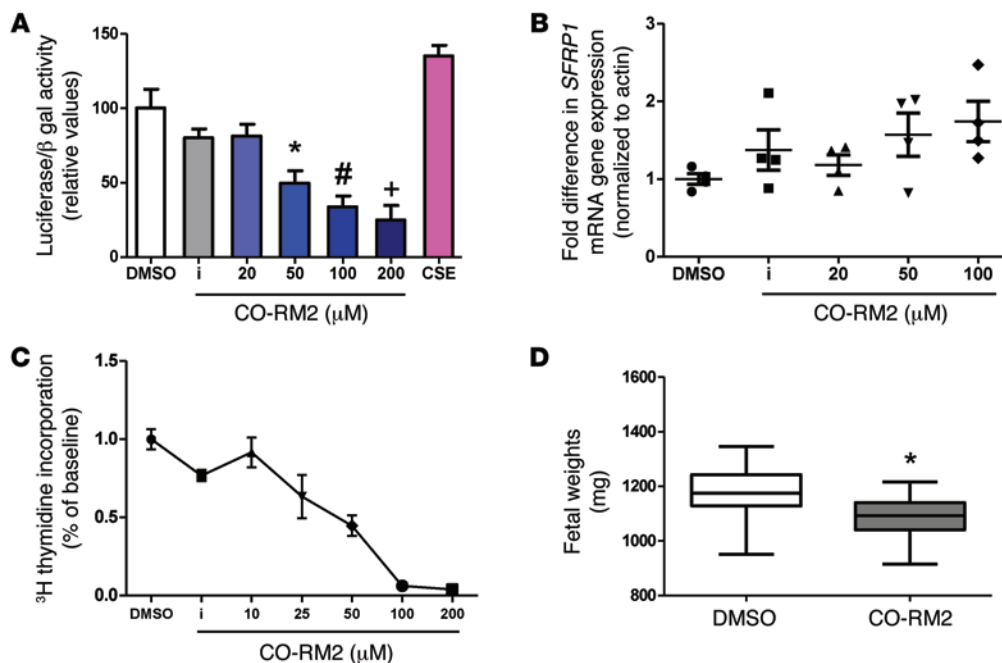 A
Luciferase/β gal activity
(relative values)
150
100
50
0
*
#
+
DMSO i 20 50 100 200 CSE
CO-RM2 (μM)
B
Fold difference in SFRP1
mRNA gene expression
(normalized to actin)
3
2
1
0
DMSO i 20 50 100
CO-RM2 (μM)
C
³H thymidine incorporation
(% of baseline)
1.5
1.0
0.5
0.0
DMSO i 10 25 50 100 200
CO-RM2 (μM)
D
Fetal weights
(mg)
1600
1400
1200
1000
800
*
DMSO CO-RM2